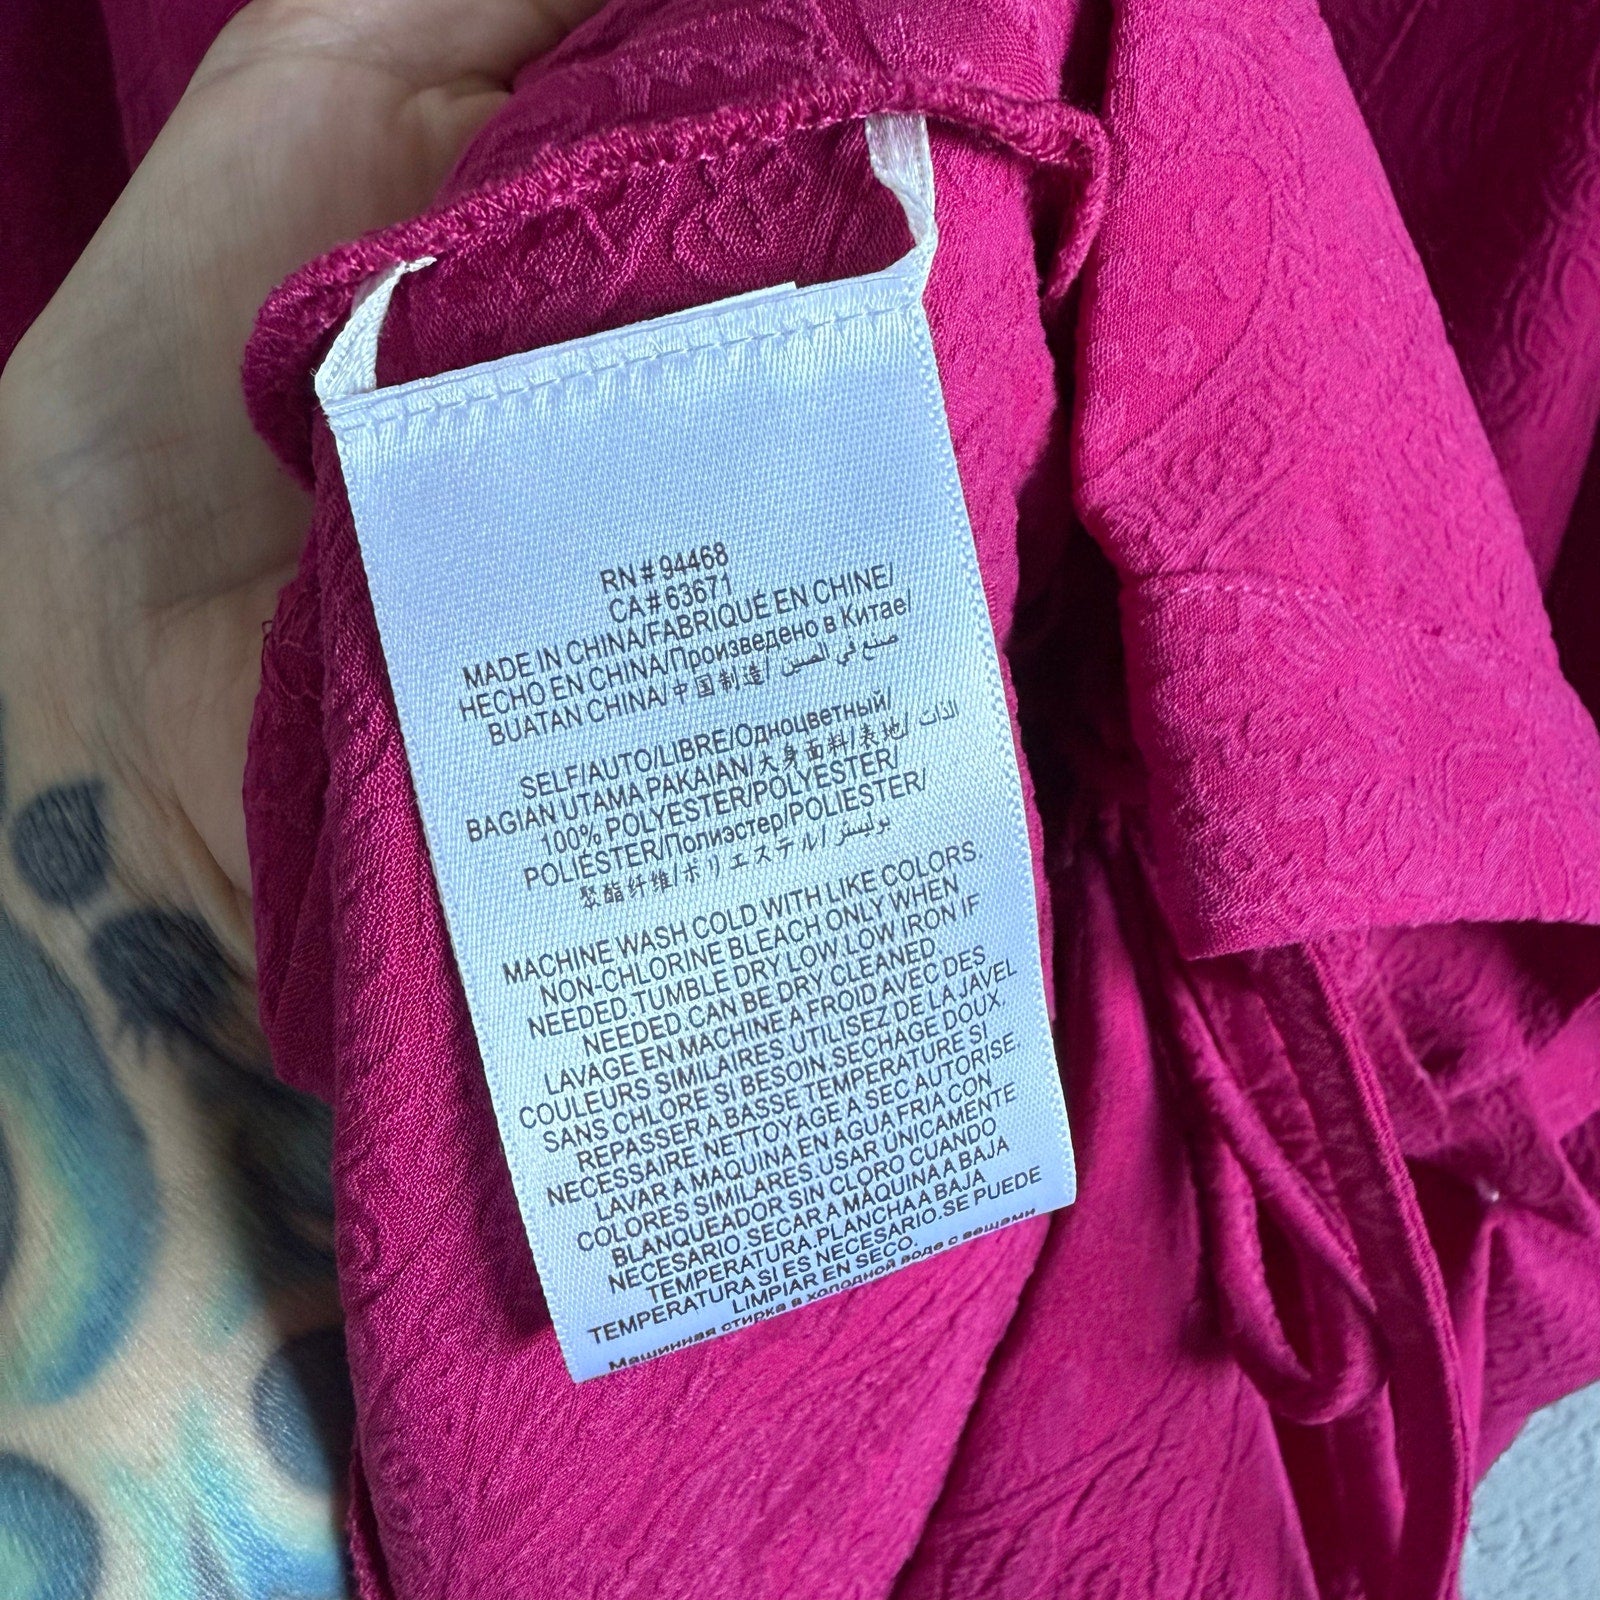 RN # 94468
CA # 63671
MADE IN CHINA/FABRIQUÉ EN CHINE/
HECHO EN CHINA/Произведено в Китае/
BUATAN CHINA/中国制造/ صنع في الصين
SELF/AUTO/LIBRE/Одноцветный/
BAGIAN UTAMA PAKAIAN/大身面料/表地/ الذات
100% POLYESTER/POLYESTER/
POLIÉSTER/Полиэстер/POLIESTER/
聚酯纤维/ポリエステル/ بوليستر
MACHINE WASH COLD WITH LIKE COLORS.
NON-CHLORINE BLEACH ONLY WHEN
NEEDED.TUMBLE DRY LOW LOW IRON IF
NEEDED.CAN BE DRY CLEANED.
LAVAGE EN MACHINE À FROID AVEC DES
COULEURS SIMILAIRES.UTILISEZ DE LA JAVEL
SANS CHLORE SI BESOIN.SÉCHAGE DOUX.
REPASSER À BASSE TEMPERATURE SI
NÉCESSAIRE NETTOYAGE À SEC AUTORISE
LAVAR A MAQUINA EN AGUA FRIA CON
COLORES SIMILARES.USAR ÚNICAMENTE
BLANQUEADOR SIN CLORO CUANDO
NECESARIO.SECAR A MÁQUINA A BAJA
TEMPERATURA.PLANCHA A BAJA
TEMPERATURA SI ES NECESARIO.SE PUEDE
LIMPIAR EN SECO.
Машинная стирка в холодной воде с вещами